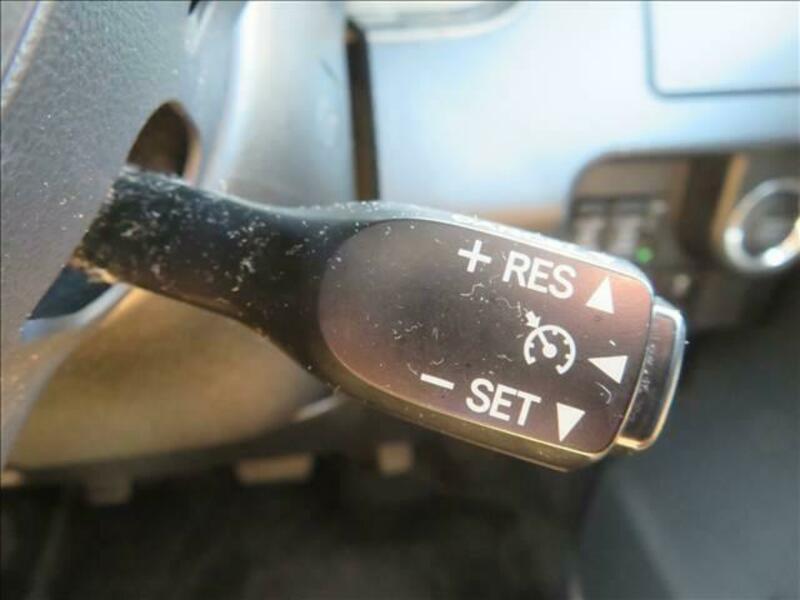 + RES
- SET